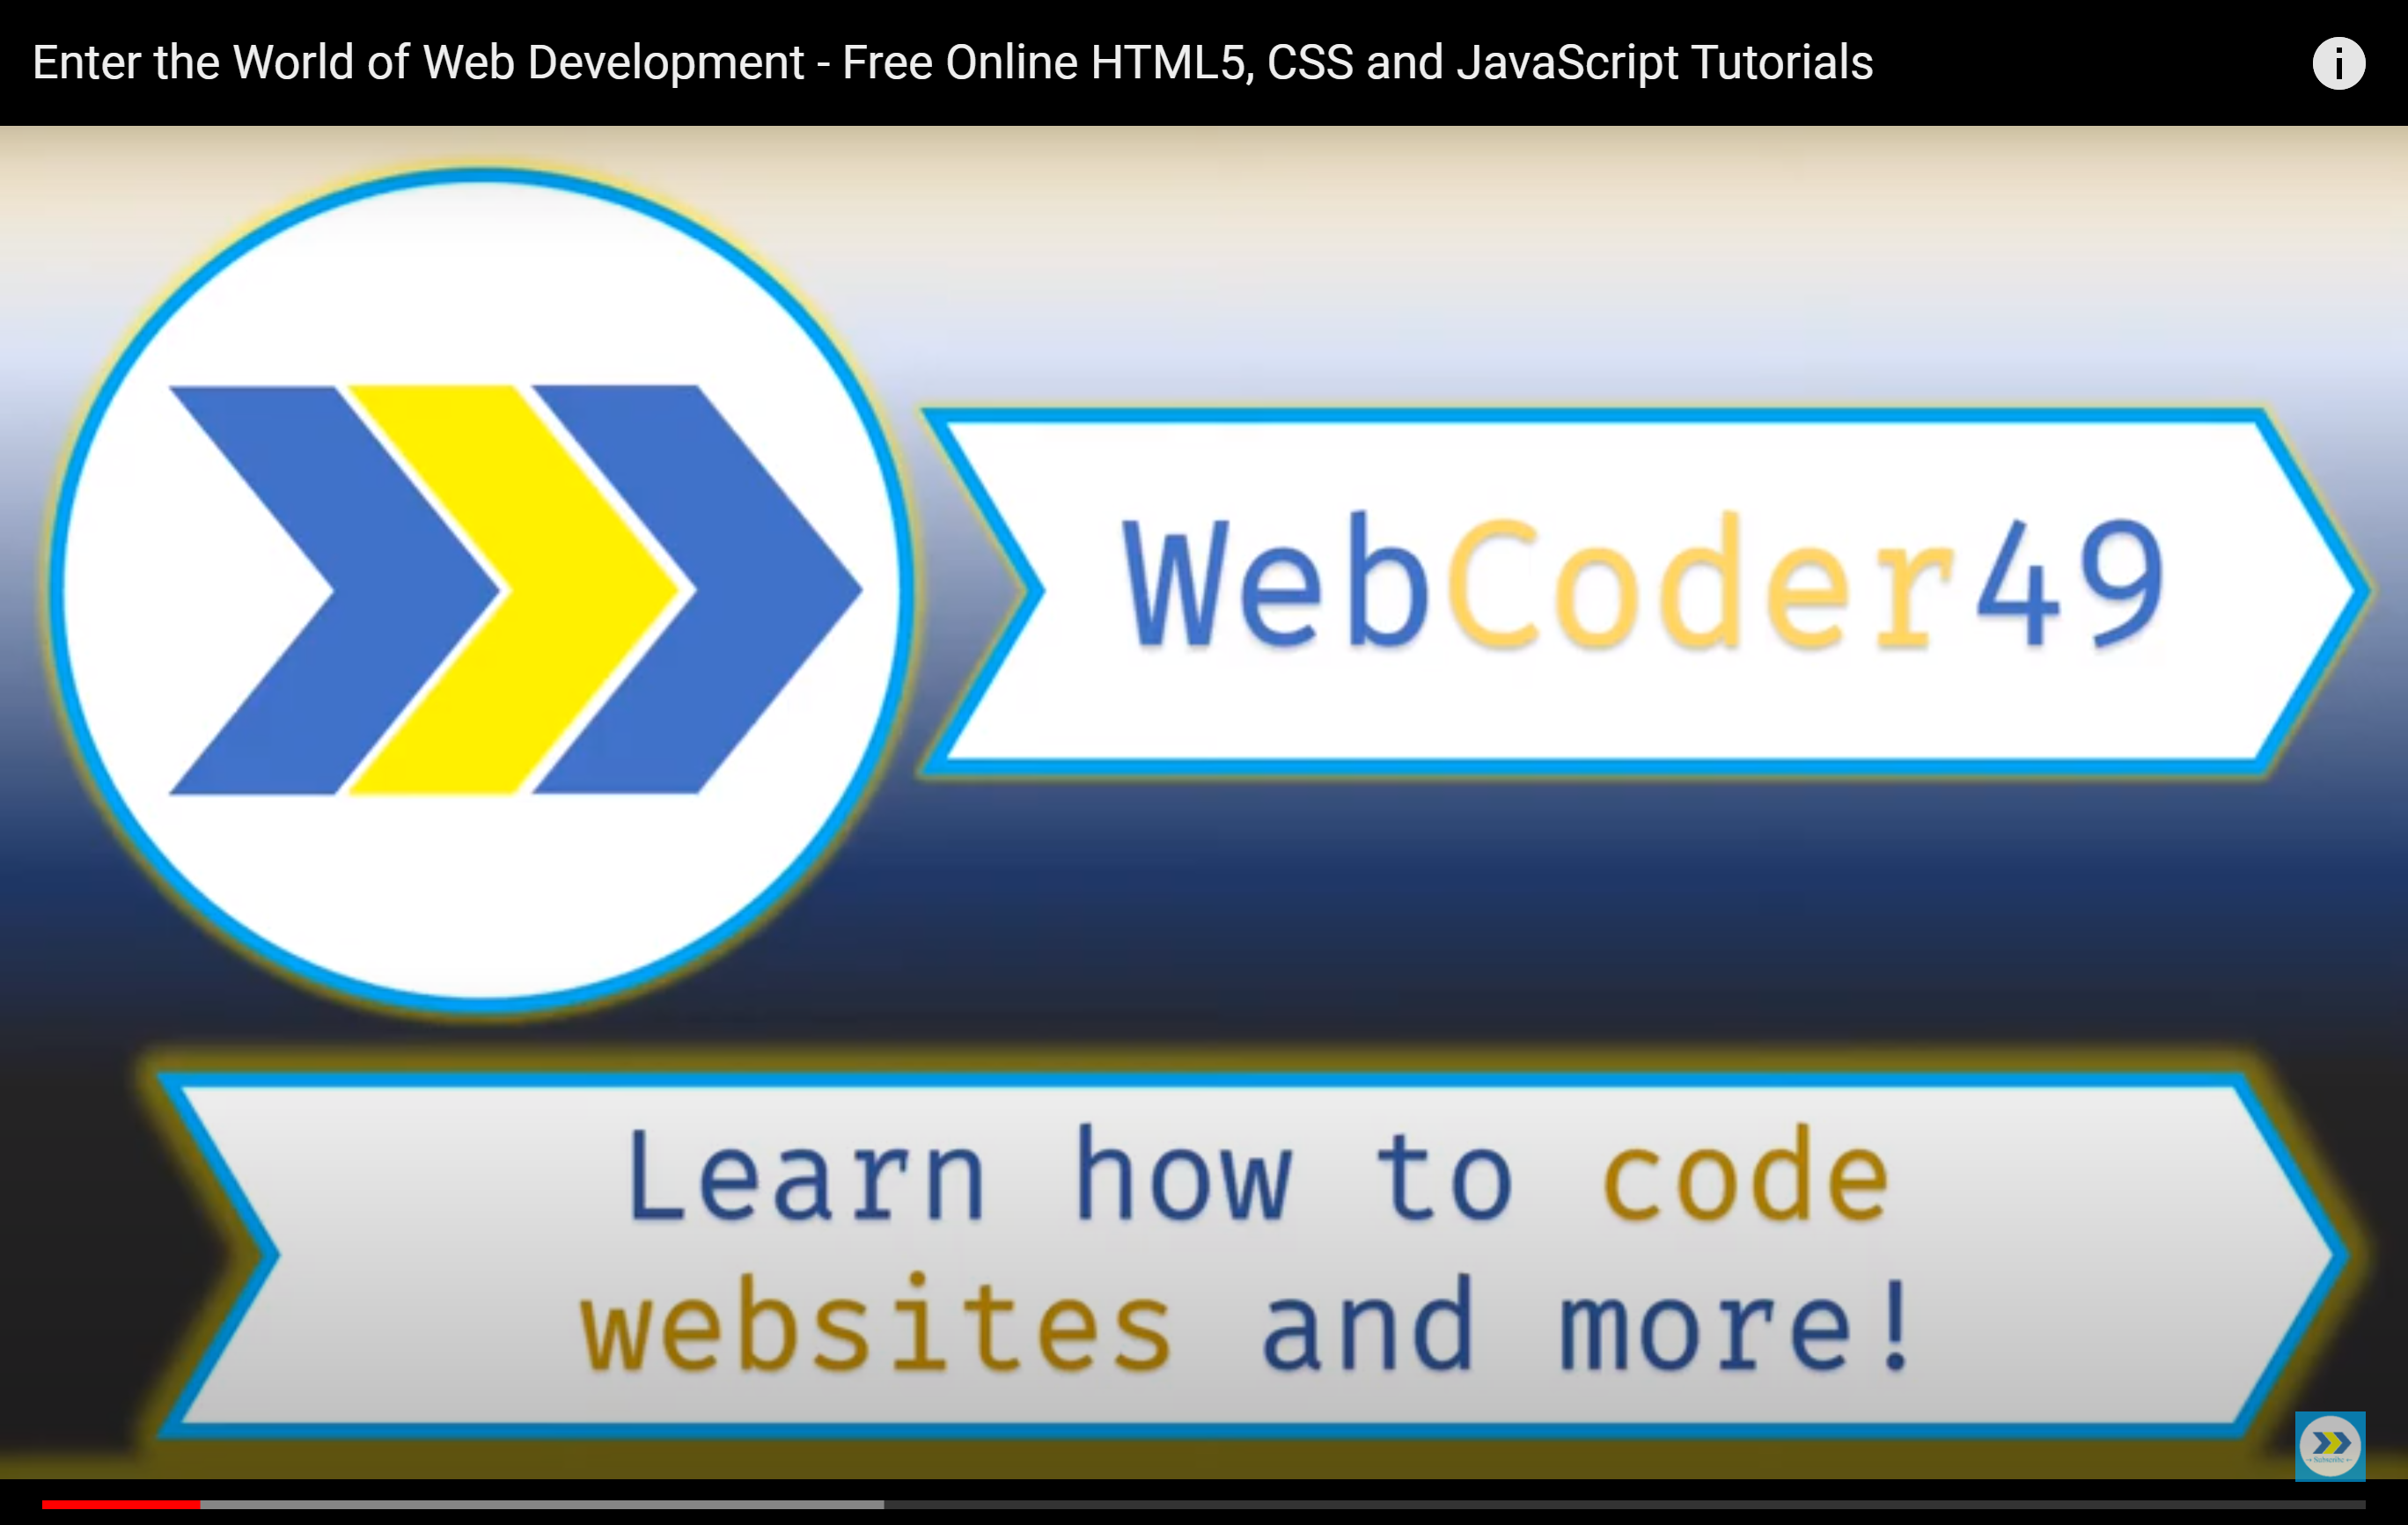 Enter the World of Web Development - Free Online HTML5, CSS and JavaScript Tutorials
WebCoder49
Learn how to code
websites and more!